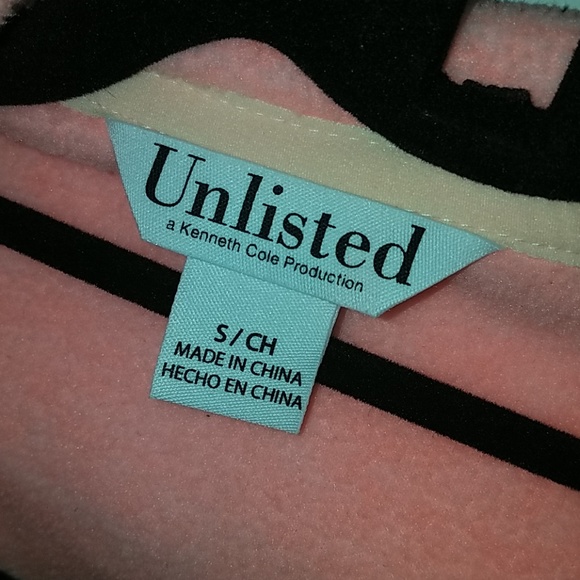 Unlisted
a Kenneth Cole Production
S / CH
MADE IN CHINA
HECHO EN CHINA